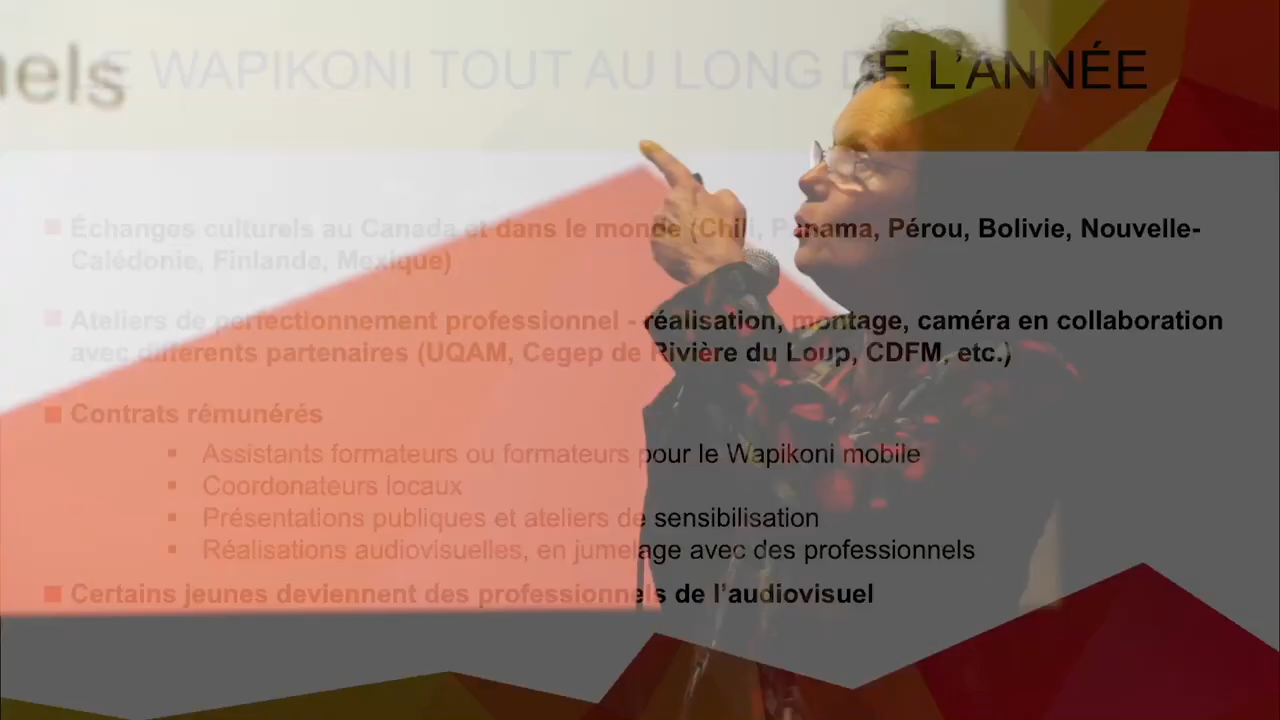 uels
LE WAPIKONI TOUT AU LONG DE L'ANNÉE
■ Échanges culturels au Canada et dans le monde (Chili, Panama, Pérou, Bolivie, Nouvelle-
Calédonie, Finlande, Mexique)
■ Ateliers de perfectionnement professionnel - réalisation, montage, caméra en collaboration
avec différents partenaires (UQAM, Cegep de Rivière du Loup, CDFM, etc.)
■ Contrats rémunérés
▪ Assistants formateurs ou formateurs pour le Wapikoni mobile
▪ Coordonateurs locaux
▪ Présentations publiques et ateliers de sensibilisation
▪ Réalisations audiovisuelles, en jumelage avec des professionnels
■ Certains jeunes deviennent des professionnels de l'audiovisuel